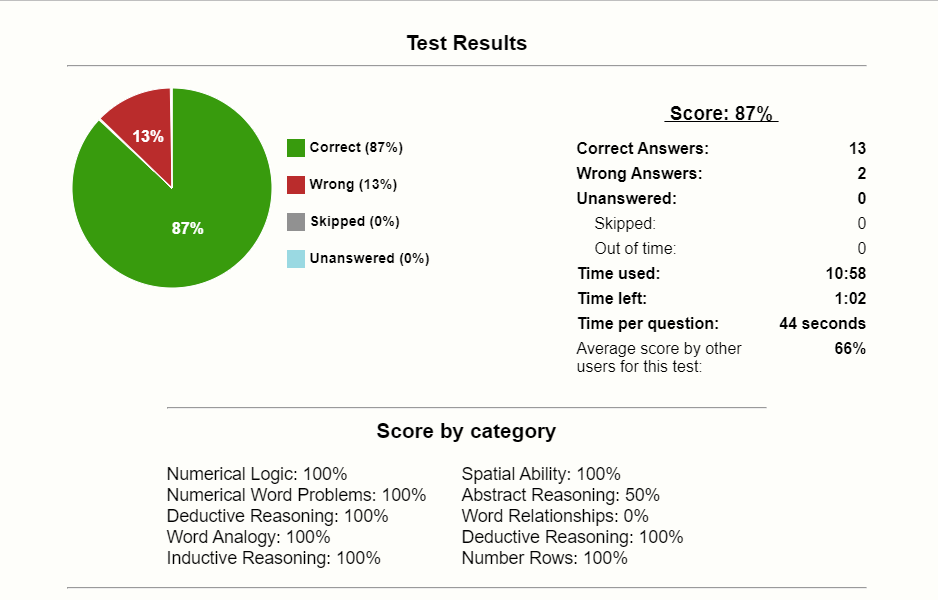 Test Results
13%
87%
Correct (87%)
Wrong (13%)
Skipped (0%)
Unanswered (0%)
Score: 87%
Correct Answers: 13
Wrong Answers: 2
Unanswered: 0
Skipped: 0
Out of time: 0
Time used: 10:58
Time left: 1:02
Time per question: 44 seconds
Average score by other 66%
users for this test:
Score by category
Numerical Logic: 100%
Numerical Word Problems: 100%
Deductive Reasoning: 100%
Word Analogy: 100%
Inductive Reasoning: 100%
Spatial Ability: 100%
Abstract Reasoning: 50%
Word Relationships: 0%
Deductive Reasoning: 100%
Number Rows: 100%